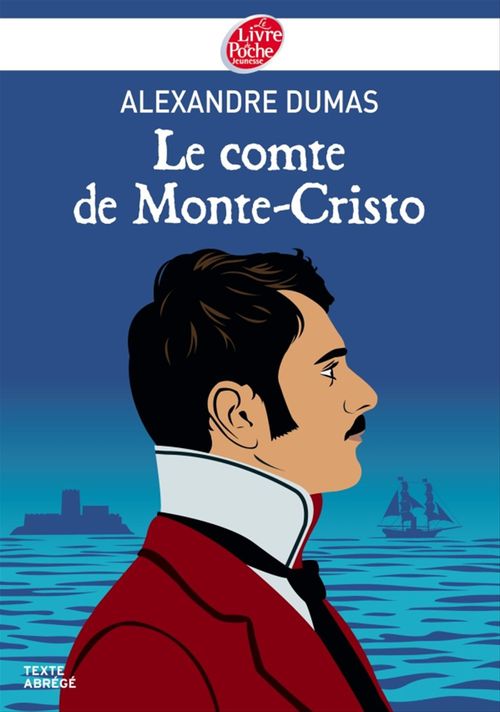 Le
Livre
de
Poche
Jeunesse
ALEXANDRE DUMAS
Le comte
de Monte-Cristo
TEXTE
ABRÉGÉ